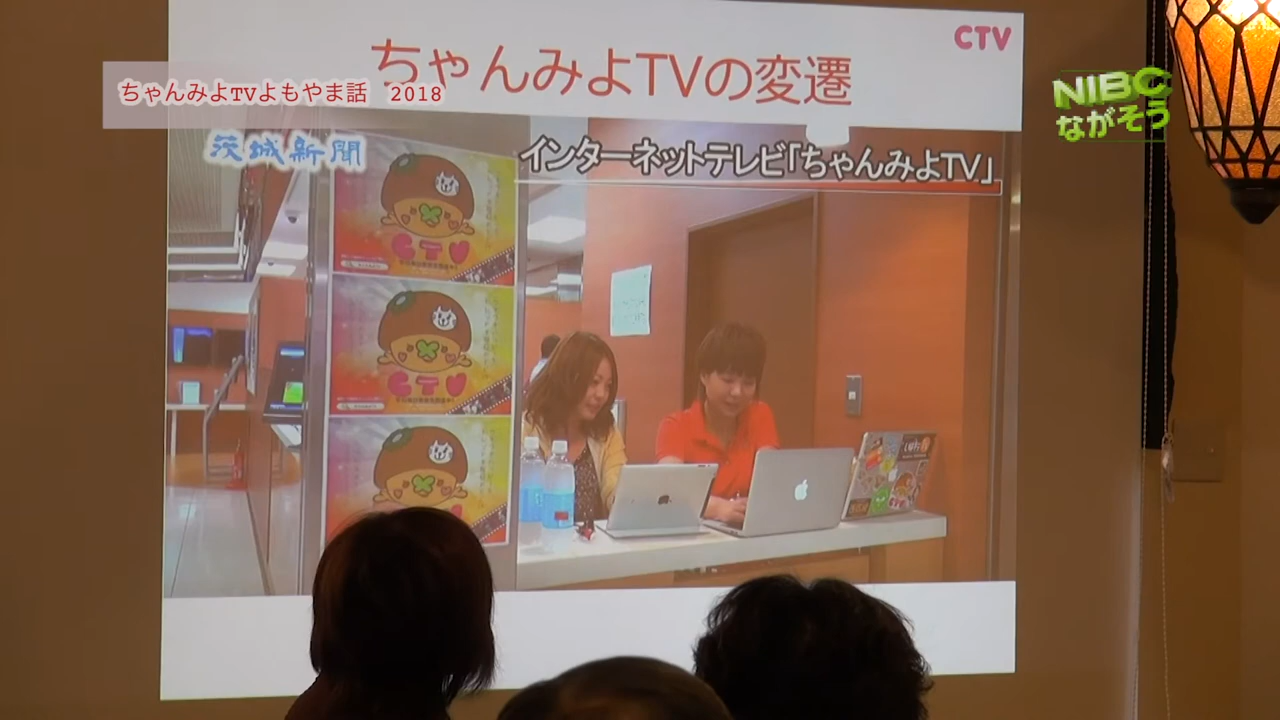 CTV
ちゃんみよTVの変遷
ちゃんみよTVよもやま話 2018
NIBC
ながそう
茨城新聞
インターネットテレビ「ちゃんみよTV」
CTV
CTV